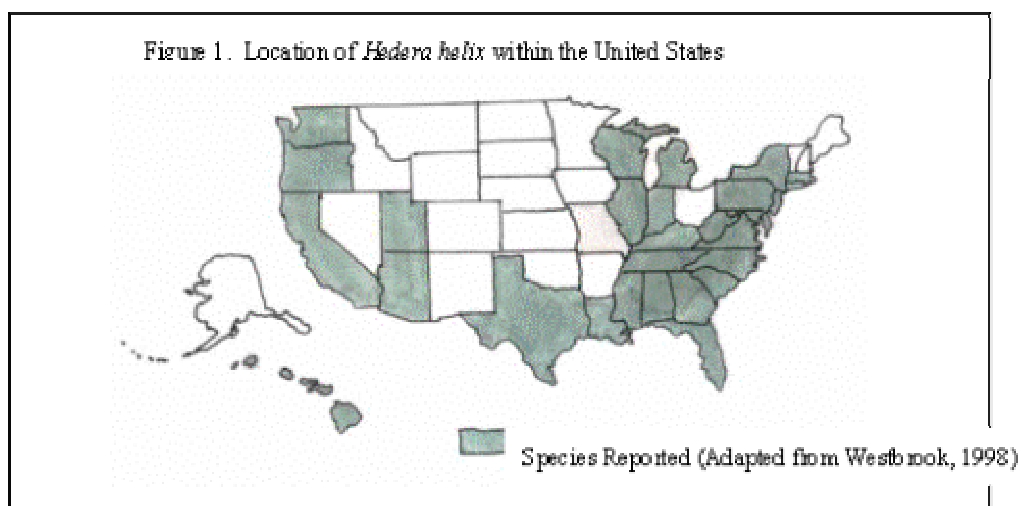 Figure 1. Location of Hedera helix within the United States
Species Reported (Adapted from Westbrook, 1998)